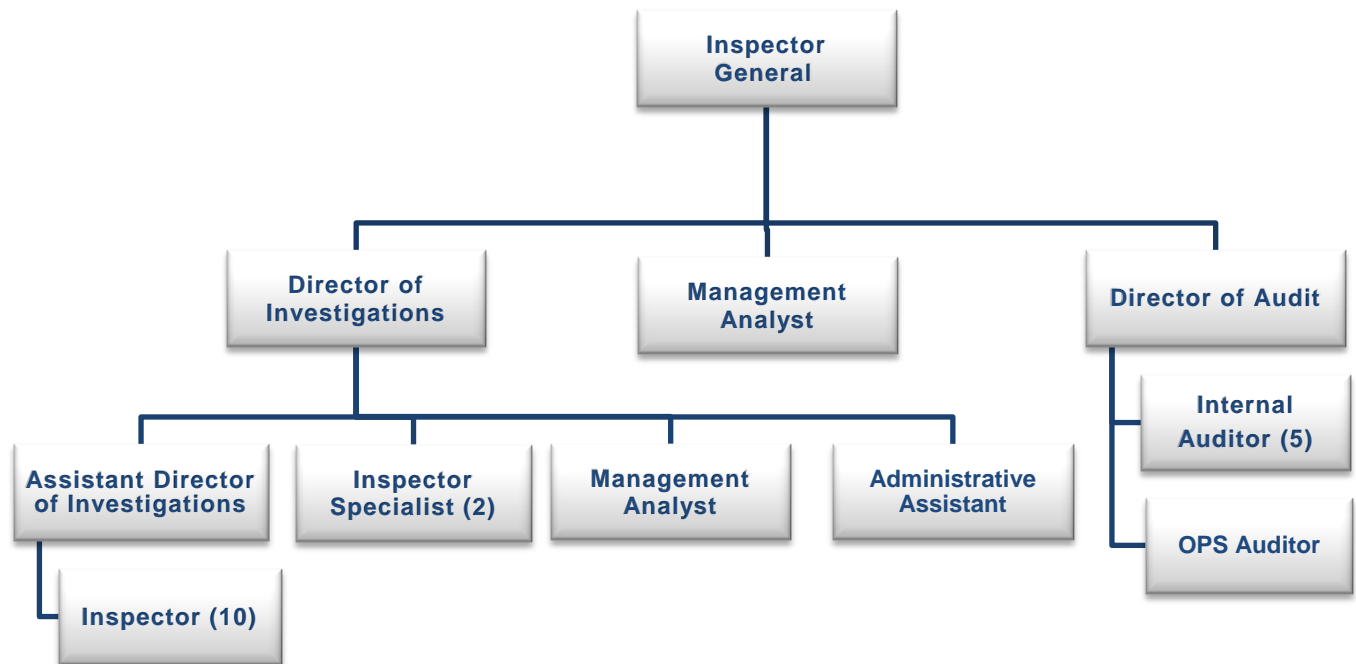 Inspector
General
Director of
Investigations
Management
Analyst
Director of Audit
Internal
Auditor (5)
OPS Auditor
Assistant Director
of Investigations
Inspector
Specialist (2)
Management
Analyst
Administrative
Assistant
Inspector (10)